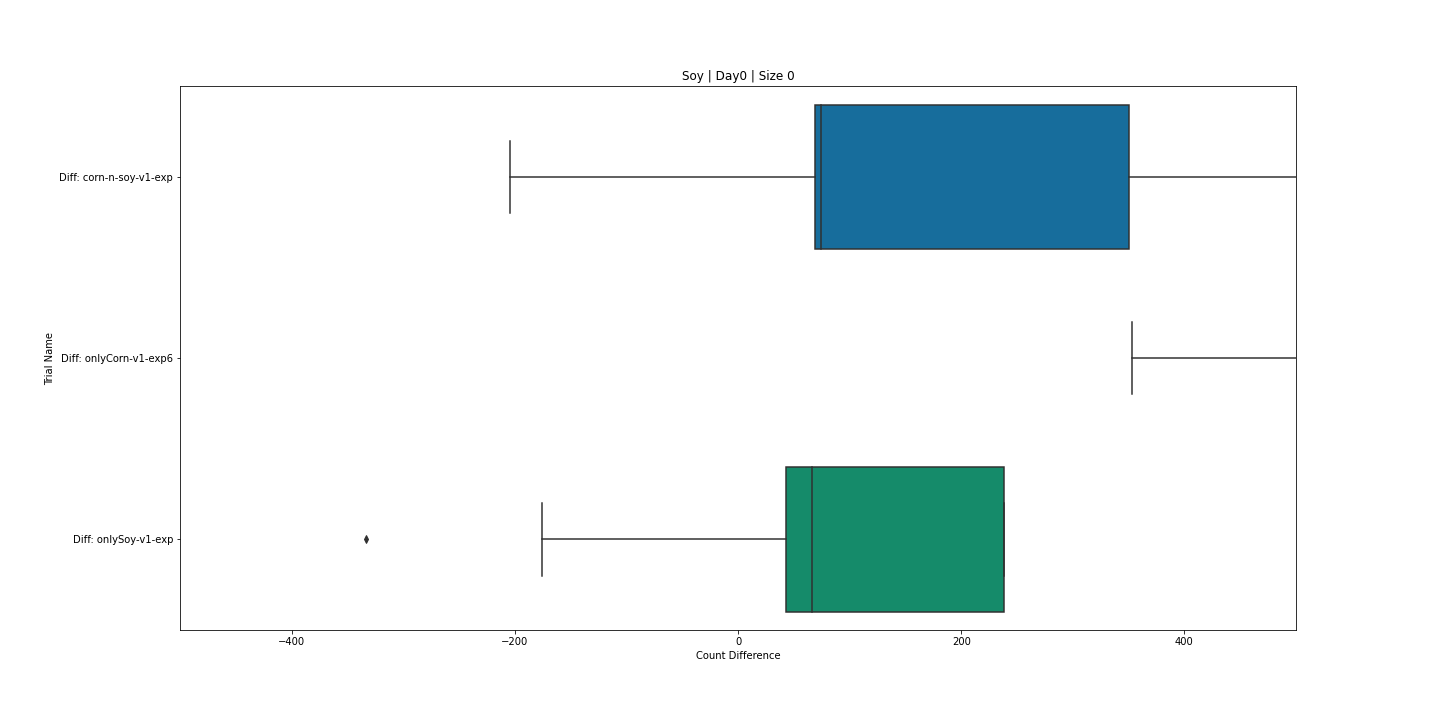 Soy | Day0 | Size 0
Diff: corn-n-soy-v1-exp
Diff: onlyCorn-v1-exp6
Diff: onlySoy-v1-exp
Trial Name
−400
−200
0
200
400
Count Difference